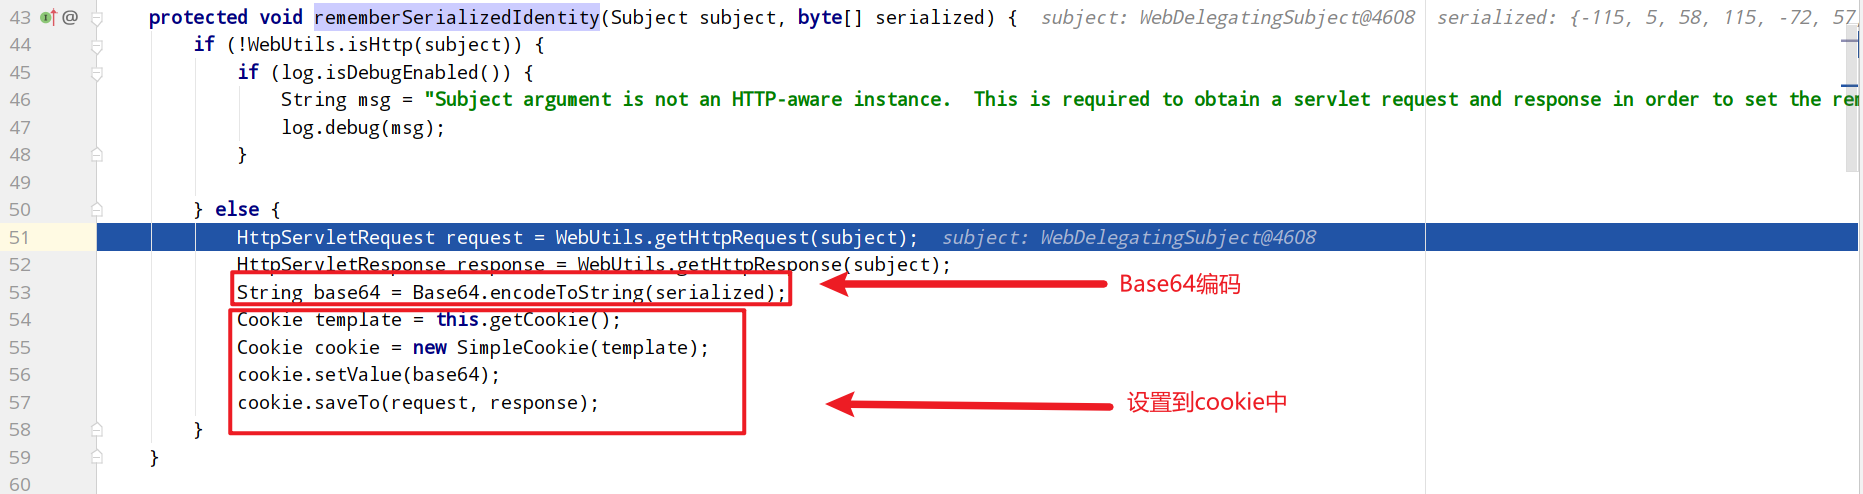 43 @ protected void rememberSerializedIdentity(Subject subject, byte[] serialized) { subject: WebDelegatingSubject@4608 serialized: {-115, 5, 58, 115, -72, 57
44 if (!WebUtils.isHttp(subject)) {
45 if (log.isDebugEnabled()) {
46 String msg = "Subject argument is not an HTTP-aware instance.  This is required to obtain a servlet request and response in order to set the rem
47 log.debug(msg);
48 }
49
50 } else {
51 HttpServletRequest request = WebUtils.getHttpRequest(subject); subject: WebDelegatingSubject@4608
52 HttpServletResponse response = WebUtils.getHttpResponse(subject);
53 String base64 = Base64.encodeToString(serialized); Base64编码
54 Cookie template = this.getCookie();
55 Cookie cookie = new SimpleCookie(template);
56 cookie.setValue(base64);
57 cookie.saveTo(request, response); 设置到cookie中
58 }
59 }
60